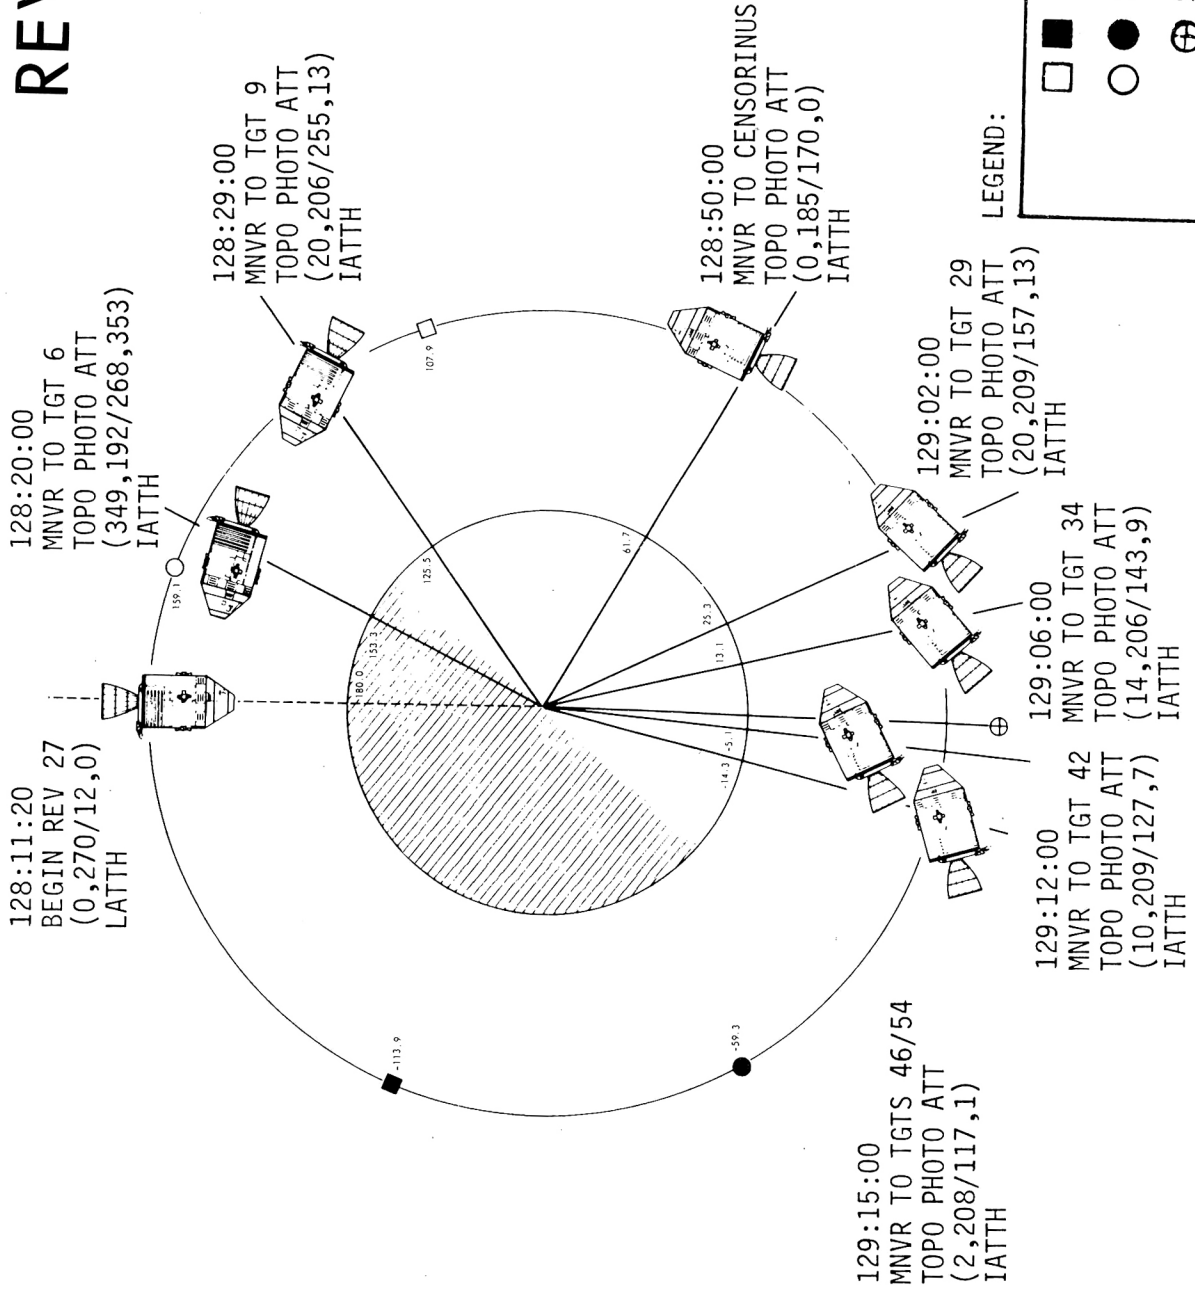 REV
128:11:20
BEGIN REV 27
(0,270/12,0)
LATTH
128:20:00
MNVR TO TGT 6
TOPO PHOTO ATT
(349,192/268,353)
IATTH
128:29:00
MNVR TO TGT 9
TOPO PHOTO ATT
(20,206/255,13)
IATTH
128:50:00
MNVR TO CENSORINUS
TOPO PHOTO ATT
(0,185/170,0)
IATTH
129:02:00
MNVR TO TGT 29
TOPO PHOTO ATT
(20,209/157,13)
IATTH
129:06:00
MNVR TO TGT 34
TOPO PHOTO ATT
(14,206/143,9)
IATTH
129:12:00
MNVR TO TGT 42
TOPO PHOTO ATT
(10,209/127,7)
IATTH
129:15:00
MNVR TO TGTS 46/54
TOPO PHOTO ATT
(2,208/117,1)
IATTH
159.1
107.9
180.0
153.3
125.5
61.7
25.3
13.1
-5.1
-14.3
-59.3
-113.9
LEGEND: